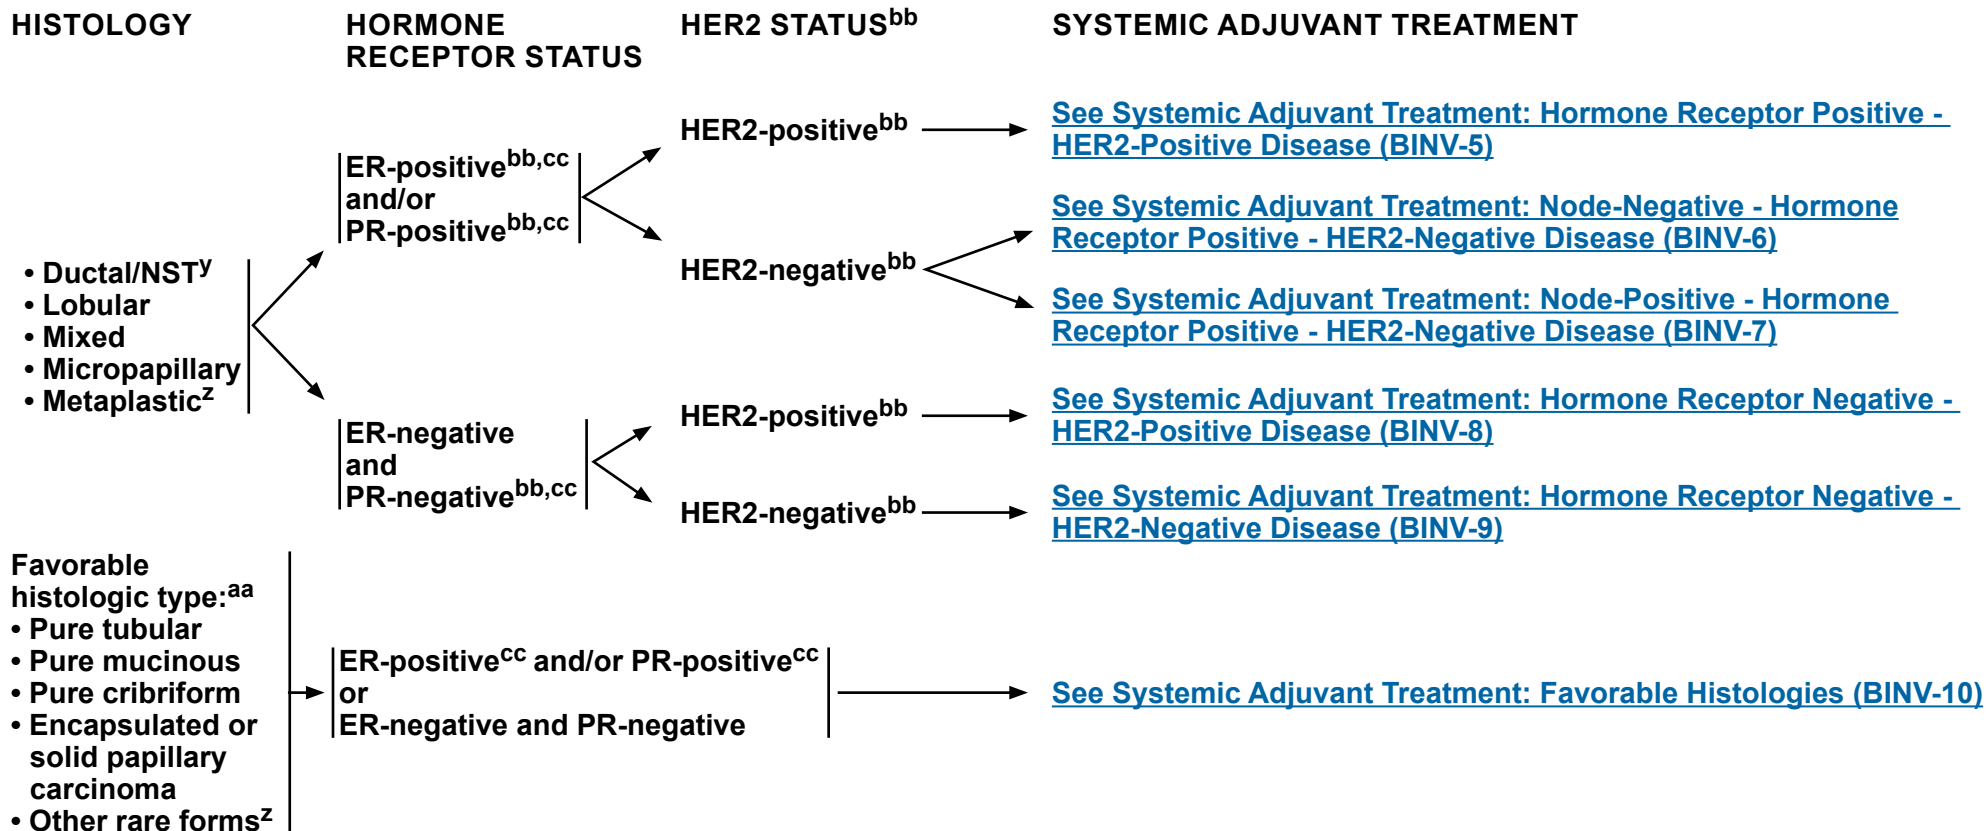 HISTOLOGY
HORMONE
RECEPTOR STATUS
HER2 STATUSbb
SYSTEMIC ADJUVANT TREATMENT
• Ductal/NSTy
• Lobular
• Mixed
• Micropapillary
• Metaplasticz
ER-positivebb,cc
and/or
PR-positivebb,cc
HER2-positivebb
See Systemic Adjuvant Treatment: Hormone Receptor Positive -
HER2-Positive Disease (BINV-5)
HER2-negativebb
See Systemic Adjuvant Treatment: Node-Negative - Hormone
Receptor Positive - HER2-Negative Disease (BINV-6)
See Systemic Adjuvant Treatment: Node-Positive - Hormone
Receptor Positive - HER2-Negative Disease (BINV-7)
ER-negative
and
PR-negativebb,cc
HER2-positivebb
See Systemic Adjuvant Treatment: Hormone Receptor Negative -
HER2-Positive Disease (BINV-8)
HER2-negativebb
See Systemic Adjuvant Treatment: Hormone Receptor Negative -
HER2-Negative Disease (BINV-9)
Favorable
histologic type:aa
• Pure tubular
• Pure mucinous
• Pure cribriform
• Encapsulated or
solid papillary
carcinoma
• Other rare formsz
ER-positivecc and/or PR-positivecc
or
ER-negative and PR-negative
See Systemic Adjuvant Treatment: Favorable Histologies (BINV-10)